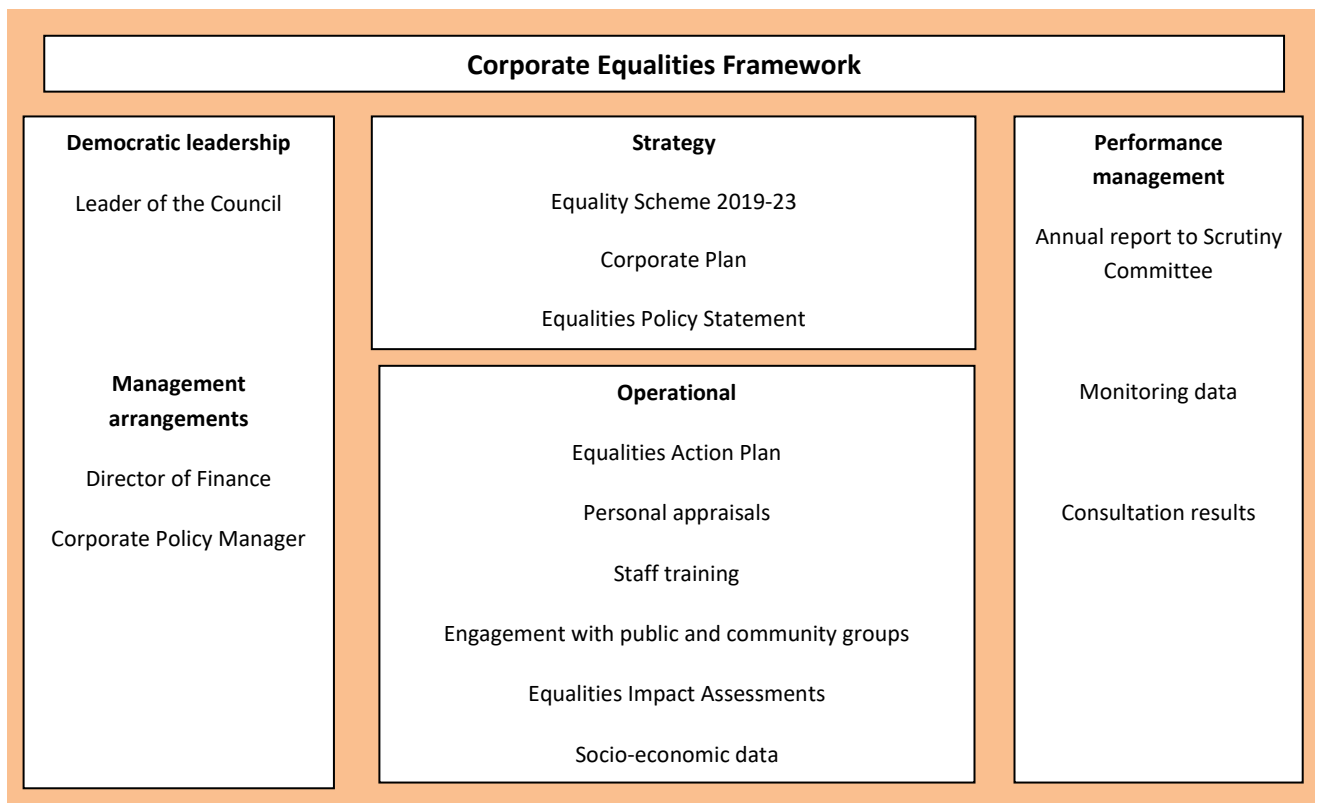 Corporate Equalities Framework
Democratic leadership
Leader of the Council
Management
arrangements
Director of Finance
Corporate Policy Manager
Strategy
Equality Scheme 2019-23
Corporate Plan
Equalities Policy Statement
Operational
Equalities Action Plan
Personal appraisals
Staff training
Engagement with public and community groups
Equalities Impact Assessments
Socio-economic data
Performance
management
Annual report to Scrutiny
Committee
Monitoring data
Consultation results